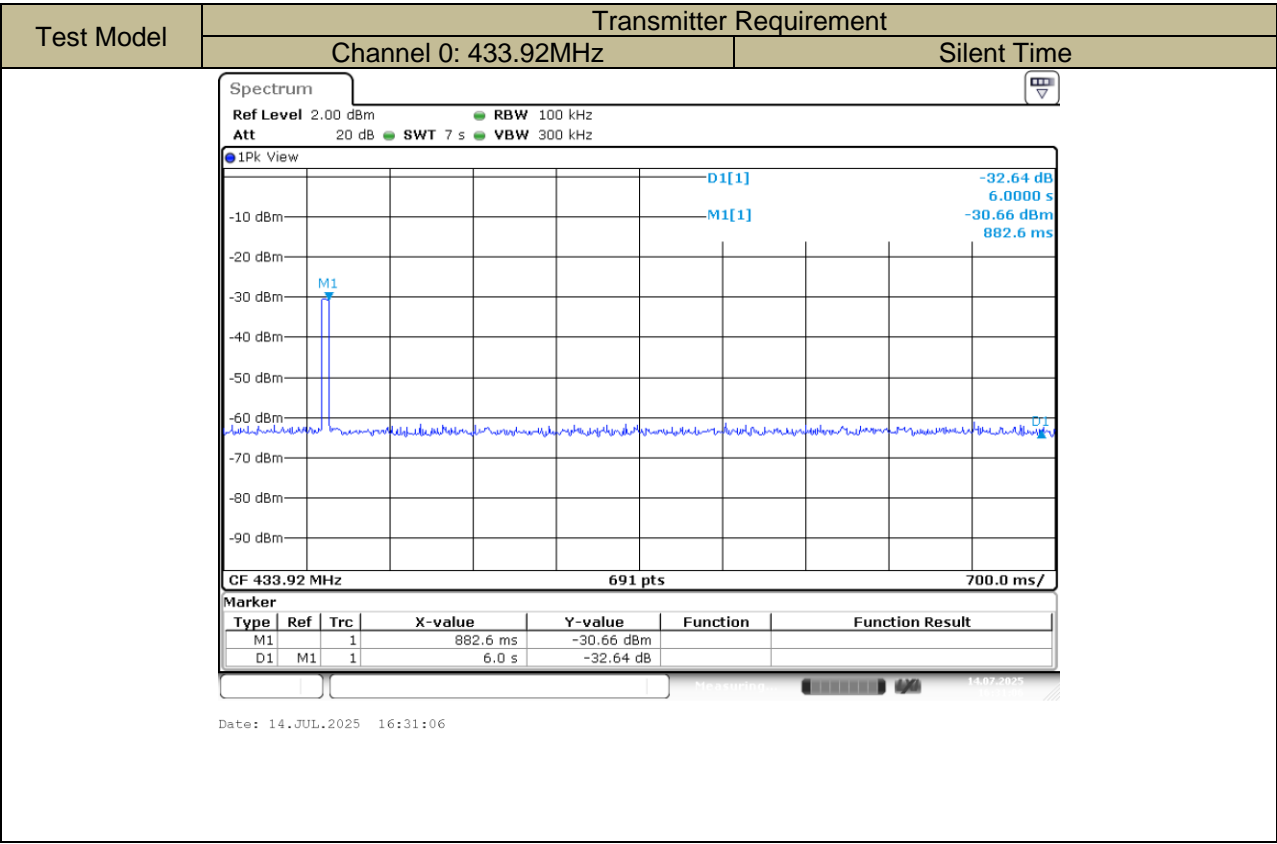 Test Model
Transmitter Requirement
Channel 0: 433.92MHz
Silent Time
Spectrum
Ref Level 2.00 dBm RBW 100 kHz
Att 20 dB SWT 7 s VBW 300 kHz
1Pk View
D1[1] -32.64 dB
6.0000 s
-10 dBm M1[1] -30.66 dBm
882.6 ms
-20 dBm
M1
-30 dBm
-40 dBm
-50 dBm
-60 dBm
D1
-70 dBm
-80 dBm
-90 dBm
CF 433.92 MHz 691 pts 700.0 ms/
Marker
Type Ref Trc X-value Y-value Function Function Result
M1 1 882.6 ms -30.66 dBm
D1 M1 1 6.0 s -32.64 dB
Measuring 14.07.2025
Date: 14.JUL.2025 16:31:06